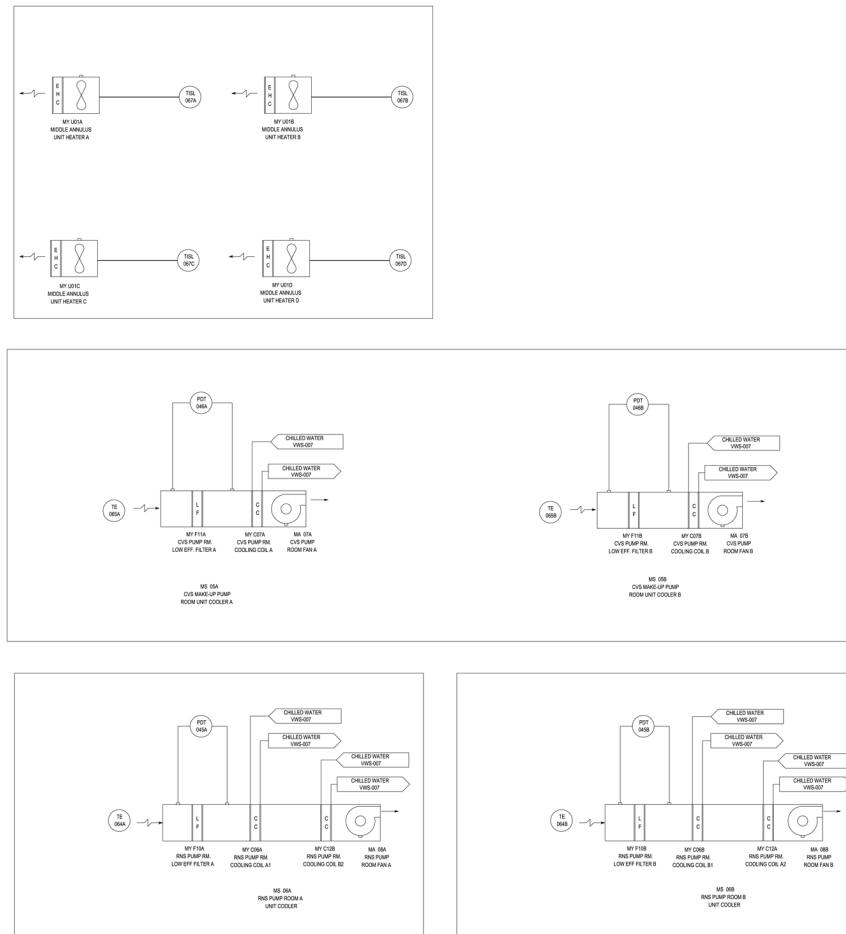 E
H
C
TISL
067A
MY U01A
MIDDLE ANNULUS
UNIT HEATER A
E
H
C
TISL
067B
MY U01B
MIDDLE ANNULUS
UNIT HEATER B
E
H
C
TISL
067C
MY U01C
MIDDLE ANNULUS
UNIT HEATER C
E
H
C
TISL
067D
MY U01D
MIDDLE ANNULUS
UNIT HEATER D
PDT
046A
CHILLED WATER
VWS-007
CHILLED WATER
VWS-007
TE
065A
L
F
C
C
MY F11A
CVS PUMP RM.
LOW EFF. FILTER A
MY C07A
CVS PUMP RM.
COOLING COIL A
MA 07A
CVS PUMP
ROOM FAN A
MS 05A
CVS MAKE-UP PUMP
ROOM UNIT COOLER A
PDT
046B
CHILLED WATER
VWS-007
CHILLED WATER
VWS-007
TE
065B
L
F
C
C
MY F11B
CVS PUMP RM.
LOW EFF. FILTER B
MY C07B
CVS PUMP RM.
COOLING COIL B
MA 07B
CVS PUMP
ROOM FAN B
MS 05B
CVS MAKE-UP PUMP
ROOM UNIT COOLER B
PDT
045A
CHILLED WATER
VWS-007
CHILLED WATER
VWS-007
CHILLED WATER
VWS-007
CHILLED WATER
VWS-007
TE
064A
L
F
C
C
C
C
MY F10A
RNS PUMP RM.
LOW EFF FILTER A
MY C06A
RNS PUMP RM.
COOLING COIL A1
MY C12B
RNS PUMP RM.
COOLING COIL B2
MA 08A
RNS PUMP
ROOM FAN A
MS 06A
RNS PUMP ROOM A
UNIT COOLER
PDT
045B
CHILLED WATER
VWS-007
CHILLED WATER
VWS-007
CHILLED WATER
VWS-007
CHILLED WATER
VWS-007
TE
064B
L
F
C
C
C
C
MY F10B
RNS PUMP RM.
LOW EFF FILTER B
MY C06B
RNS PUMP RM.
COOLING COIL B1
MY C12A
RNS PUMP RM.
COOLING COIL A2
MA 08B
RNS PUMP
ROOM FAN B
MS 06B
RNS PUMP ROOM B
UNIT COOLER